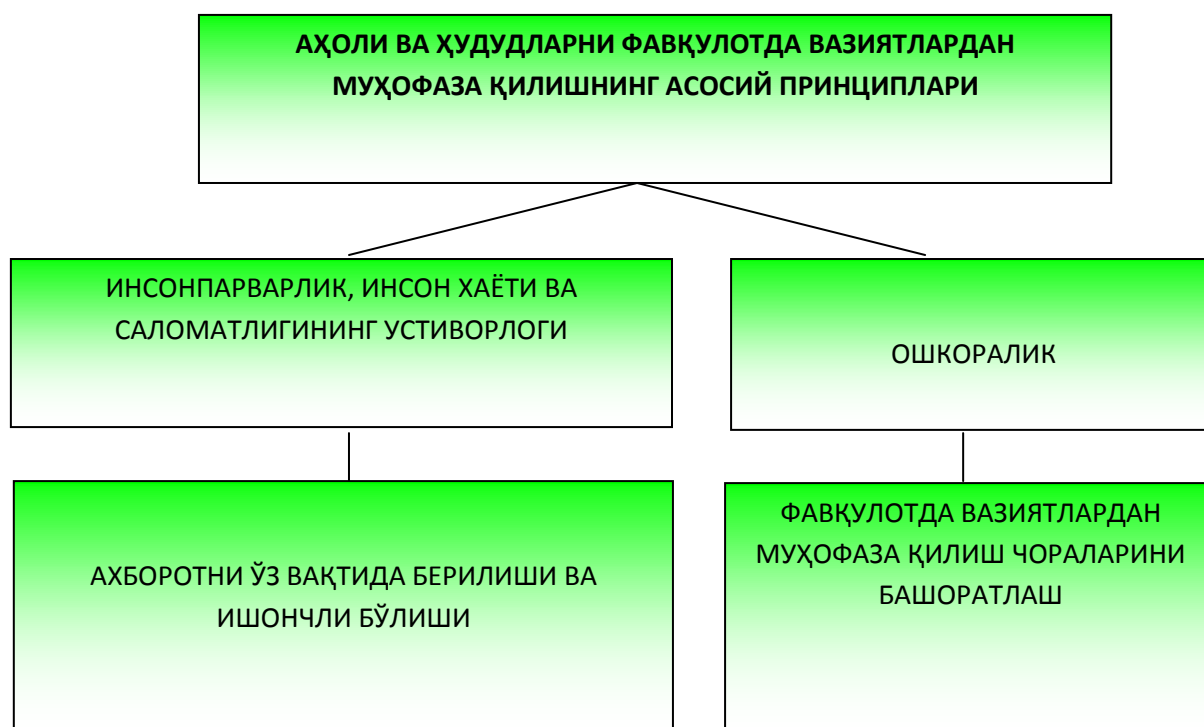 АҲОЛИ ВА ҲУДУДЛАРНИ ФАВҚУЛОТДА ВАЗИЯТЛАРДАН
МУҲОФАЗА ҚИЛИШНИНГ АСОСИЙ ПРИНЦИПЛАРИ
ИНСОНПАРВАРЛИК, ИНСОН ХАЁТИ ВА
САЛОМАТЛИГИНИНГ УСТИВОРЛОГИ
ОШКОРАЛИК
АХБОРОТНИ ЎЗ ВАҚТИДА БЕРИЛИШИ ВА
ИШОНЧЛИ БЎЛИШИ
ФАВҚУЛОТДА ВАЗИЯТЛАРДАН
МУҲОФАЗА ҚИЛИШ ЧОРАЛАРИНИ
БАШОРАТЛАШ